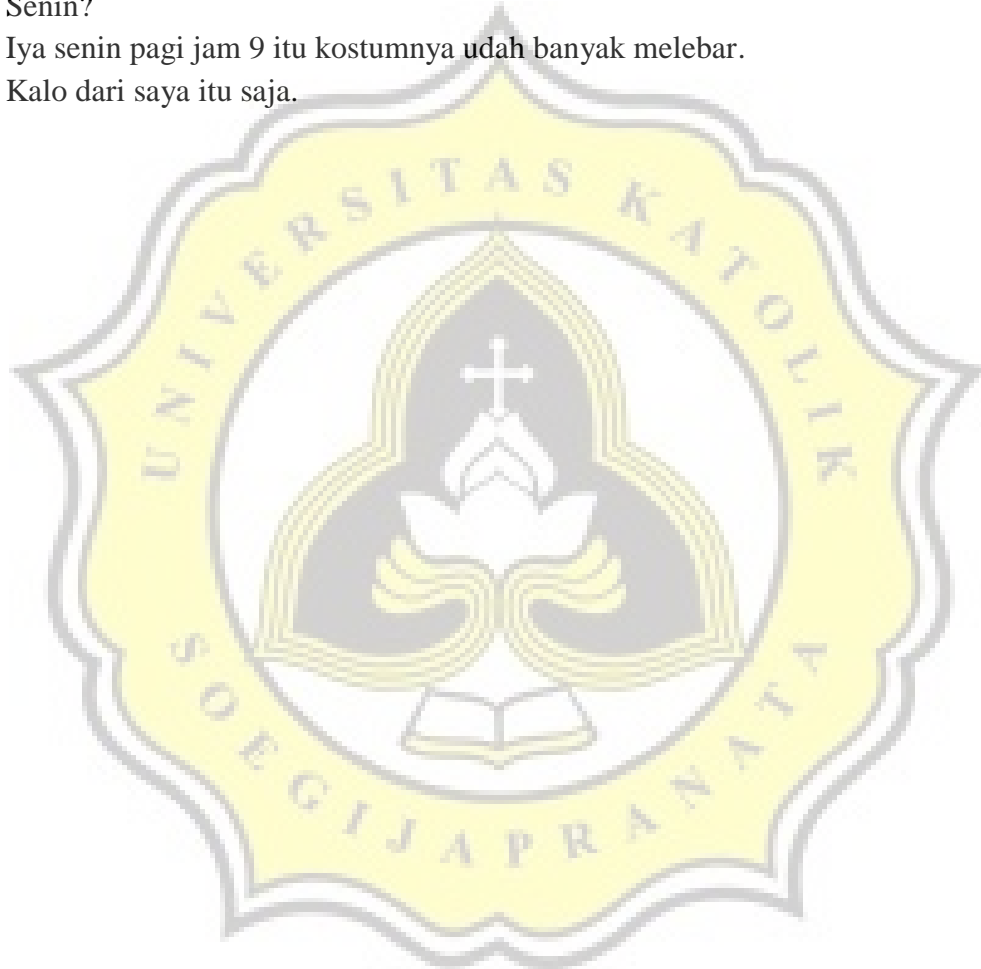 Senin?
Iya senin pagi jam 9 itu kostumnya udah banyak melebar.
Kalo dari saya itu saja.
UNIVERSITAS KATOLIK
SOEGIJAPRANATA